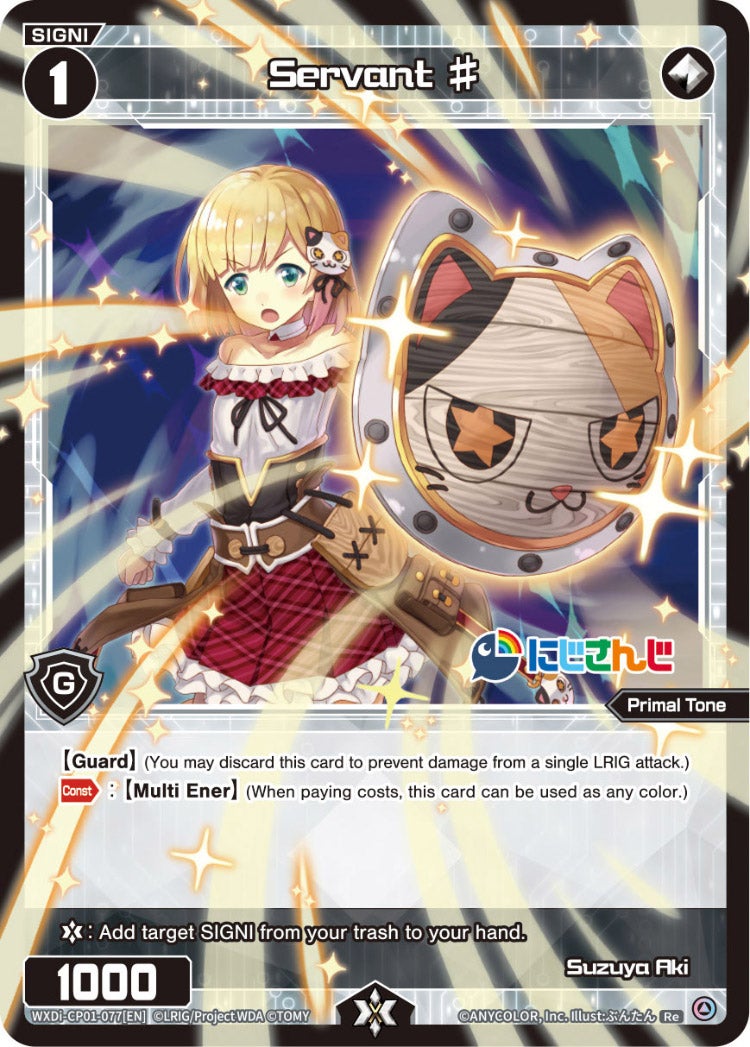 SIGNI
1
Servant #
にじさんじ
G
Primal Tone
【Guard】 (You may discard this card to prevent damage from a single LRIG attack.)
Const : 【Multi Ener】 (When paying costs, this card can be used as any color.)
: Add target SIGNI from your trash to your hand.
1000
Suzuya Aki
WXDi-CP01-077[EN] ©LRIG/Project WDA ©TOMY
©ANYCOLOR, Inc. Illust:ぶんたん Re